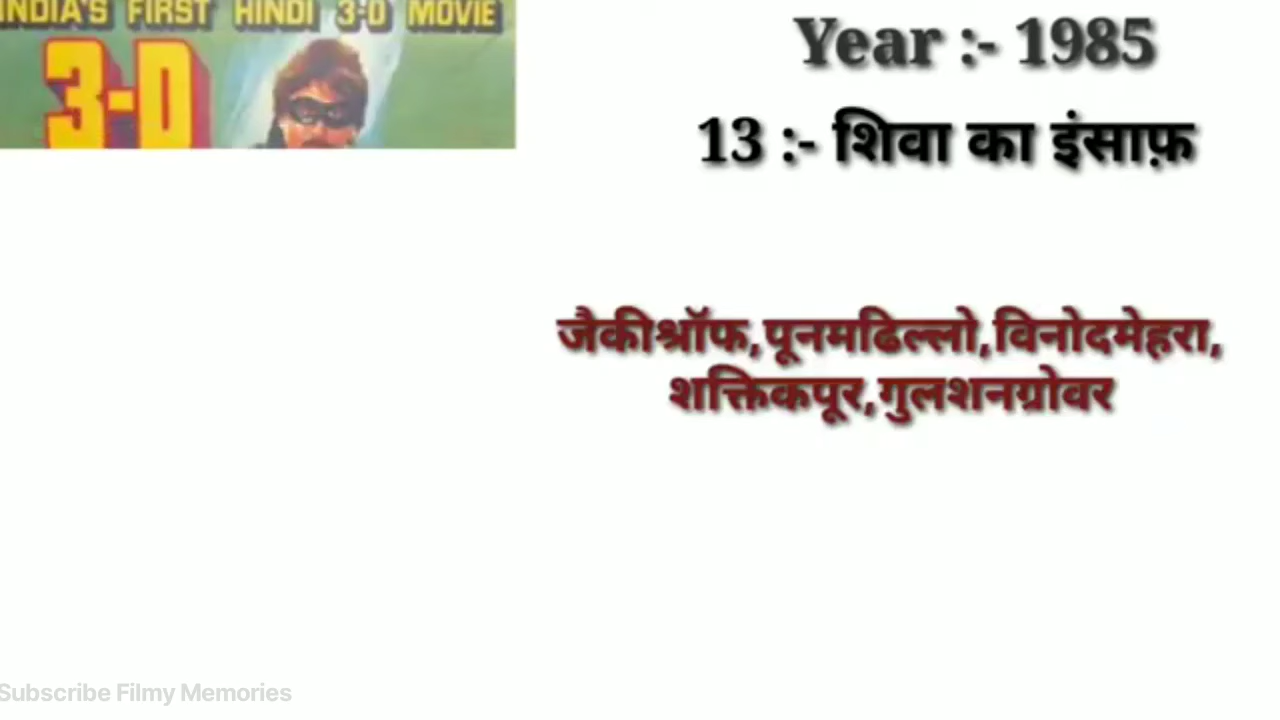 INDIA'S FIRST HINDI 3-D MOVIE
3-D
Year :- 1985
13 :- शिवा का इंसाफ़
जैकीश्रॉफ,पूनमढिल्लो,विनोदमेहरा,
शक्तिकपूर,गुलशनग्रोवर
Subscribe Filmy Memories